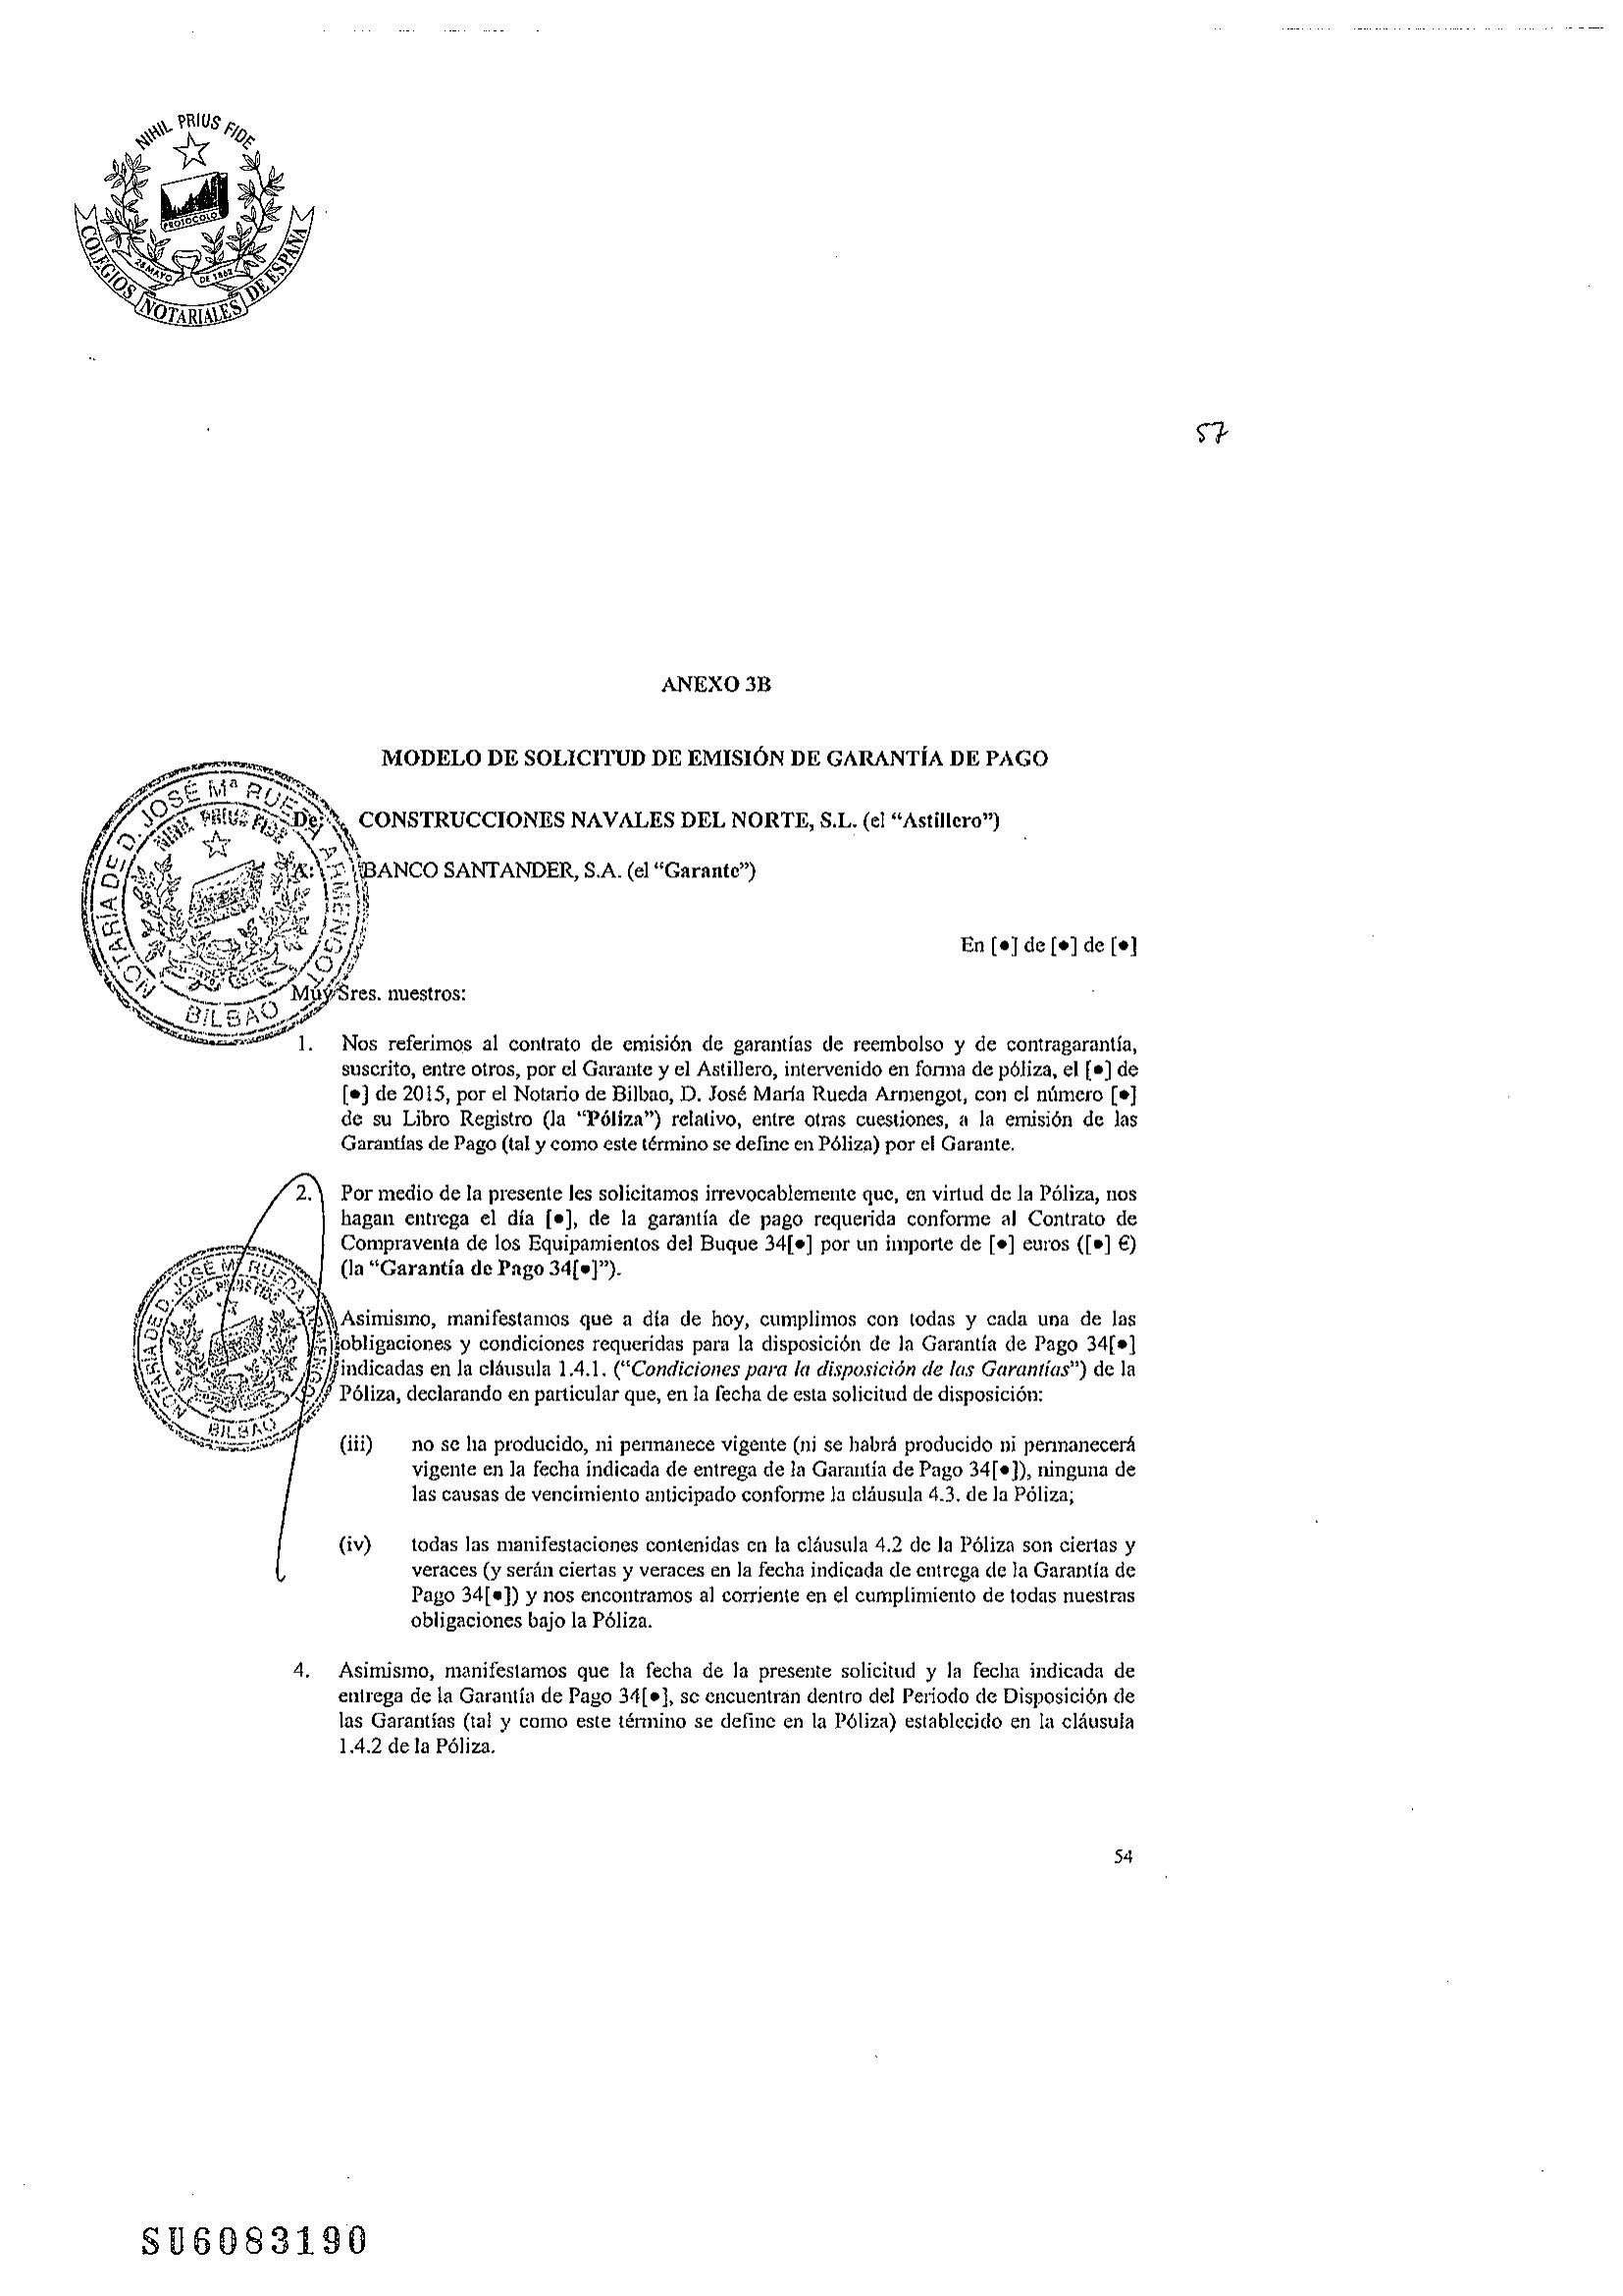 NIHIL PRIUS FIDE
PROTOCOLO
28 MAYO DE 1862
COLEGIOS NOTARIALES DE ESPAÑA
57
ANEXO 3B
MODELO DE SOLICITUD DE EMISIÓN DE GARANTÍA DE PAGO
NOTARÍA DE D. JOSÉ Mª RUEDA ARMENGOT
NIHIL PRIUS FIDE
BILBAO
De: CONSTRUCCIONES NAVALES DEL NORTE, S.L. (el “Astillero”)
A: BANCO SANTANDER, S.A. (el “Garante”)
En [●] de [●] de [●]
Muy Sres. nuestros:
1. Nos referimos al contrato de emisión de garantías de reembolso y de contragarantía,
suscrito, entre otros, por el Garante y el Astillero, intervenido en forma de póliza, el [●] de
[●] de 2015, por el Notario de Bilbao, D. José María Rueda Armengot, con el número [●]
de su Libro Registro (la “Póliza”) relativo, entre otras cuestiones, a la emisión de las
Garantías de Pago (tal y como este término se define en Póliza) por el Garante.
2. Por medio de la presente les solicitamos irrevocablemente que, en virtud de la Póliza, nos
hagan entrega el día [●], de la garantía de pago requerida conforme al Contrato de
Compraventa de los Equipamientos del Buque 34[●] por un importe de [●] euros ([●] €)
(la “Garantía de Pago 34[●]”).
NOTARÍA DE D. JOSÉ Mª RUEDA ARMENGOT
NIHIL PRIUS FIDE
BILBAO
Asimismo, manifestamos que a día de hoy, cumplimos con todas y cada una de las
obligaciones y condiciones requeridas para la disposición de la Garantía de Pago 34[●]
indicadas en la cláusula 1.4.1. (“Condiciones para la disposición de las Garantías”) de la
Póliza, declarando en particular que, en la fecha de esta solicitud de disposición:
(iii) no se ha producido, ni permanece vigente (ni se habrá producido ni permanecerá
vigente en la fecha indicada de entrega de la Garantía de Pago 34[●]), ninguna de
las causas de vencimiento anticipado conforme la cláusula 4.3. de la Póliza;
(iv) todas las manifestaciones contenidas en la cláusula 4.2 de la Póliza son ciertas y
veraces (y serán ciertas y veraces en la fecha indicada de entrega de la Garantía de
Pago 34[●]) y nos encontramos al corriente en el cumplimiento de todas nuestras
obligaciones bajo la Póliza.
4. Asimismo, manifestamos que la fecha de la presente solicitud y la fecha indicada de
entrega de la Garantía de Pago 34[●], se encuentran dentro del Período de Disposición de
las Garantías (tal y como este término se define en la Póliza) establecido en la cláusula
1.4.2 de la Póliza.
54
SU6083190